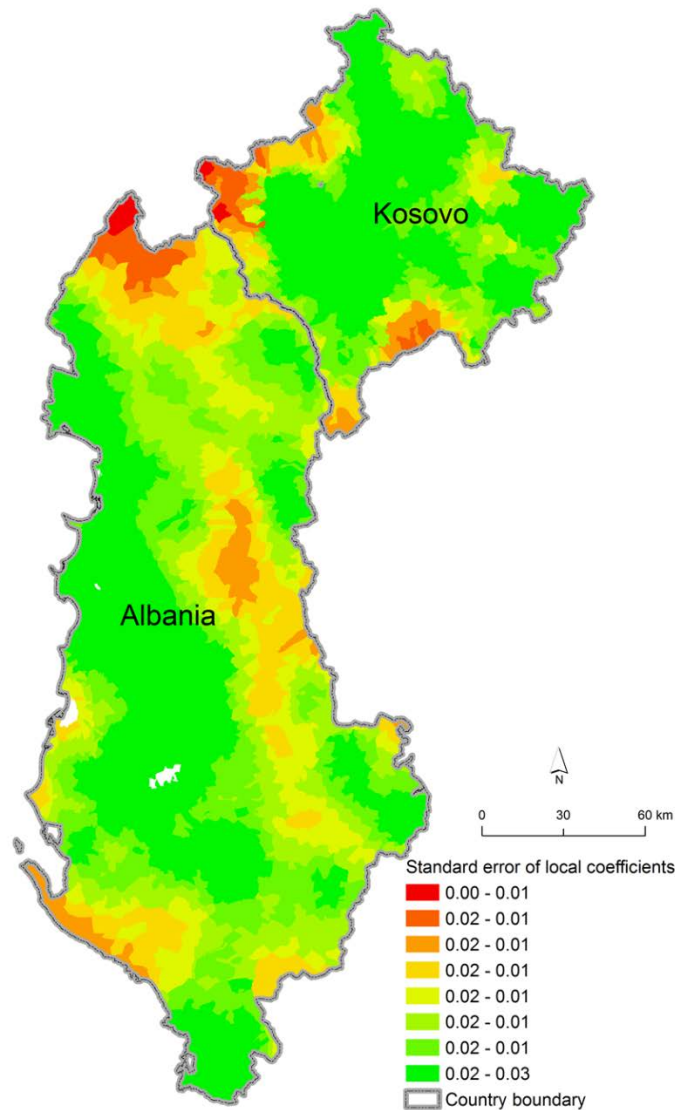 Kosovo
Albania
N
0 30 60 km
Standard error of local coefficients
0.00 - 0.01
0.02 - 0.01
0.02 - 0.01
0.02 - 0.01
0.02 - 0.01
0.02 - 0.01
0.02 - 0.01
0.02 - 0.03
Country boundary